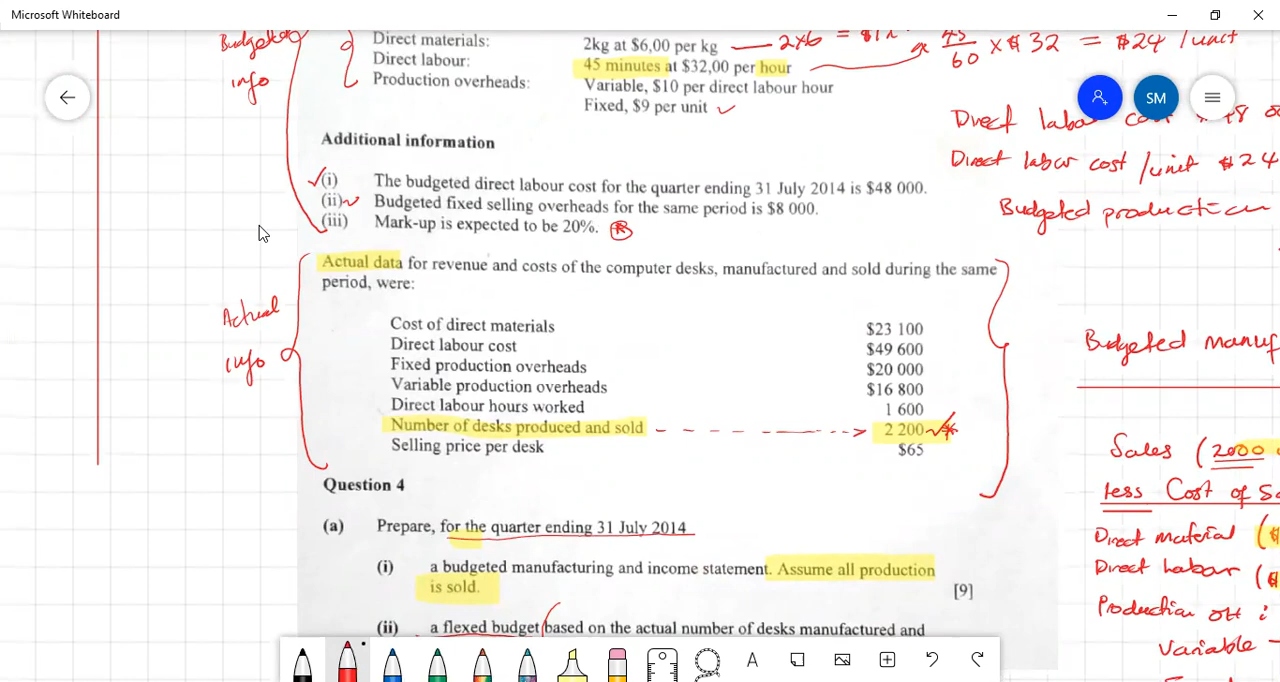 Microsoft Whiteboard
Budgeted
info
Direct materials:
2kg at $6,00 per kg
2x6 = $12
45/60 x $ 32 = $24 /unit
Direct labour:
45 minutes at $32,00 per hour
Production overheads:
Variable, $10 per direct labour hour
Fixed, $9 per unit
SM
Direct labor
Additional information
Direct labor cost /unit $24
(i) The budgeted direct labour cost for the quarter ending 31 July 2014 is $48 000.
(ii) Budgeted fixed selling overheads for the same period is $8 000.
Budgeted production
(iii) Mark-up is expected to be 20%.
Actual data for revenue and costs of the computer desks, manufactured and sold during the same
period, were:
Actual
info
Cost of direct materials $23 100
Direct labour cost $49 600
Budgeted manuf
Fixed production overheads $20 000
Variable production overheads $16 800
Direct labour hours worked 1 600
Number of desks produced and sold 2 200
Selling price per desk $65
Sales (2000
Question 4
less Cost of Sa
(a) Prepare, for the quarter ending 31 July 2014
Direct material (
(i) a budgeted manufacturing and income statement. Assume all production
is sold.
[9]
Direct Labor (
Production OH
(ii) a flexed budget (based on the actual number of desks manufactured and
Variable -
A